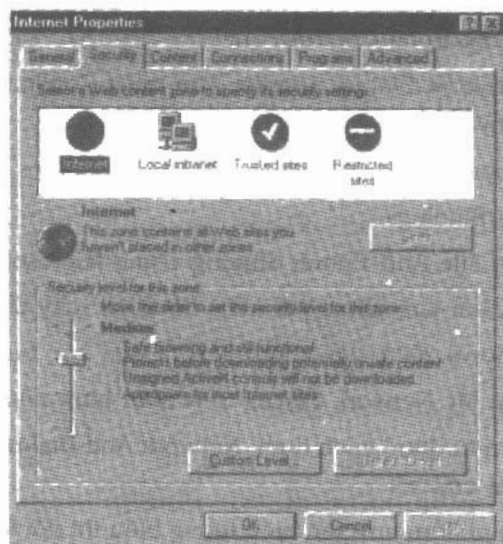 Internet Properties
General Security Content Connections Programs Advanced
Select a Web content zone to specify its security settings
Internet Local intranet Trusted sites Restricted sites
Internet
This zone contains all Web sites you
haven't placed in other zones
Security level for this zone
Move the slider to set the security level for this zone
Medium
Safe browsing and still functional
Prompts before downloading potentially unsafe content
Unsigned ActiveX controls will not be downloaded
Appropriate for most Internet sites
Custom Level...
OK Cancel